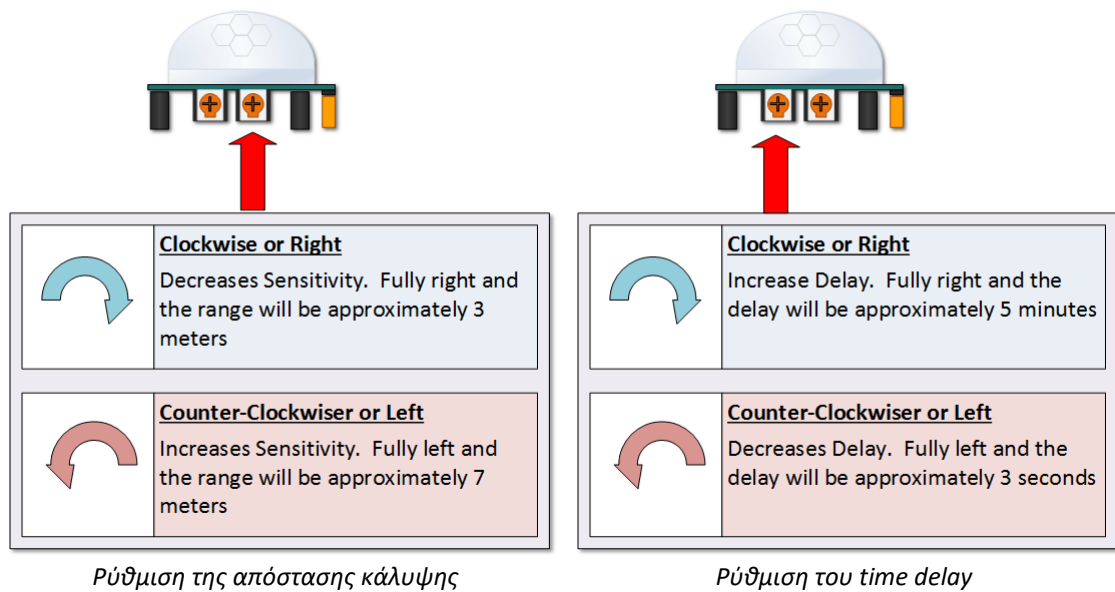 Clockwise or Right
Decreases Sensitivity. Fully right and
the range will be approximately 3
meters
Counter-Clockwiser or Left
Increases Sensitivity. Fully left and
the range will be approximately 7
meters
Ρύθμιση της απόστασης κάλυψης
Clockwise or Right
Increase Delay. Fully right and the
delay will be approximately 5 minutes
Counter-Clockwiser or Left
Decreases Delay. Fully left and the
delay will be approximately 3 seconds
Ρύθμιση του time delay